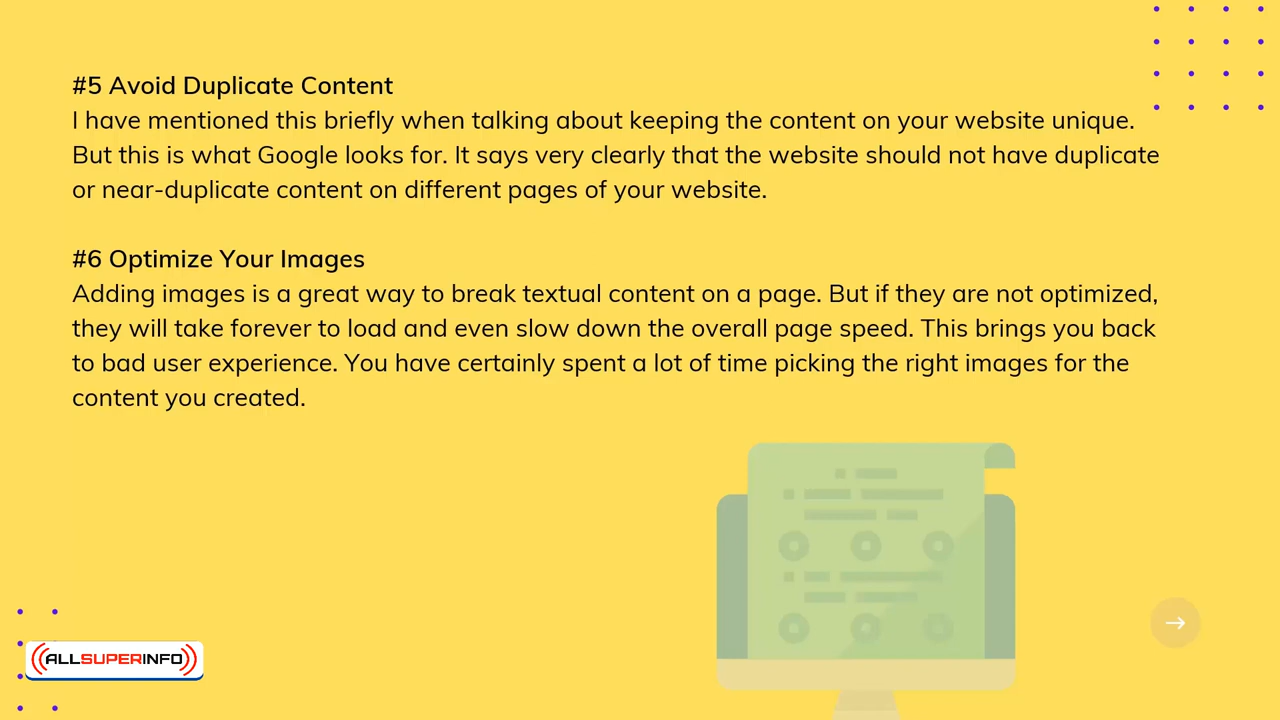 #5 Avoid Duplicate Content
I have mentioned this briefly when talking about keeping the content on your website unique.
But this is what Google looks for. It says very clearly that the website should not have duplicate
or near-duplicate content on different pages of your website.
#6 Optimize Your Images
Adding images is a great way to break textual content on a page. But if they are not optimized,
they will take forever to load and even slow down the overall page speed. This brings you back
to bad user experience. You have certainly spent a lot of time picking the right images for the
content you created.
ALLSUPERINFO